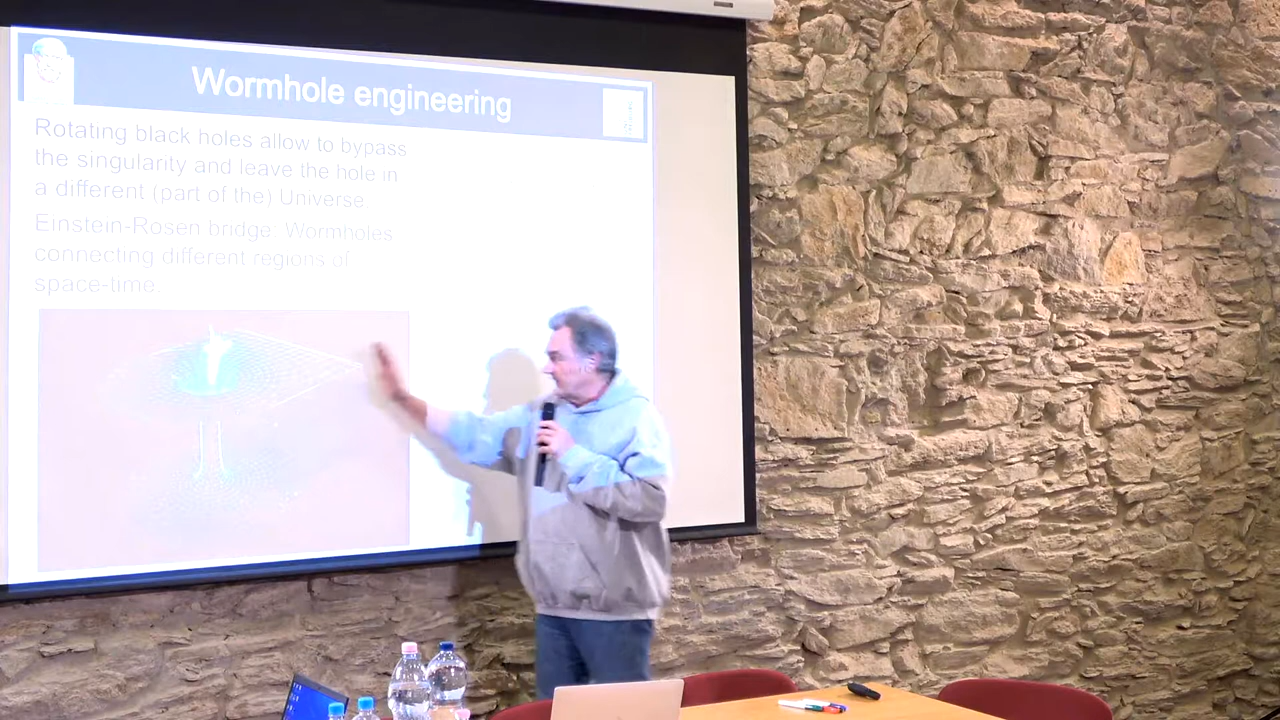 Wormhole engineering
Rotating black holes allow to bypass
the singularity and leave the hole in
a different (part of the) Universe
Einstein-Rosen bridge: Wormholes
connecting different regions of
space-time.